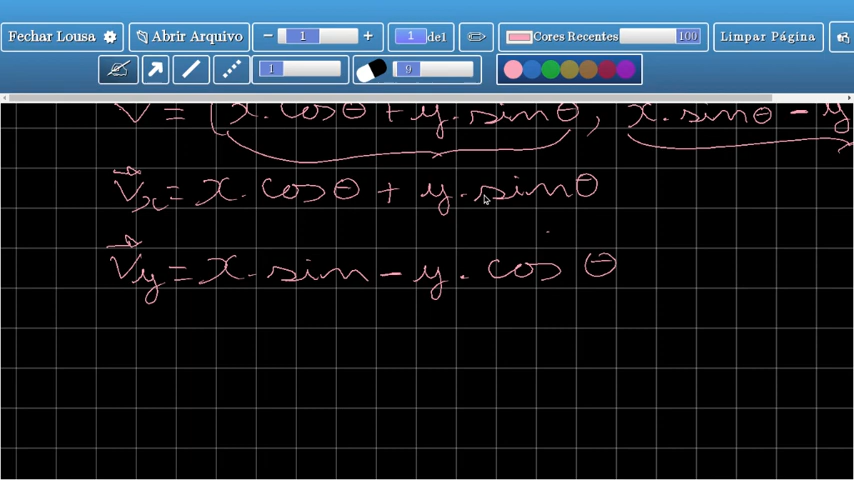 Fechar Lousa Abrir Arquivo − 1 + 1 de1 Cores Recentes 100 Limpar Página
1 9
V = (x. cosθ + y. sinθ, x. sinθ − y
Vx = x. cosθ + y. sinθ
Vy = x. sin − y. cos θ